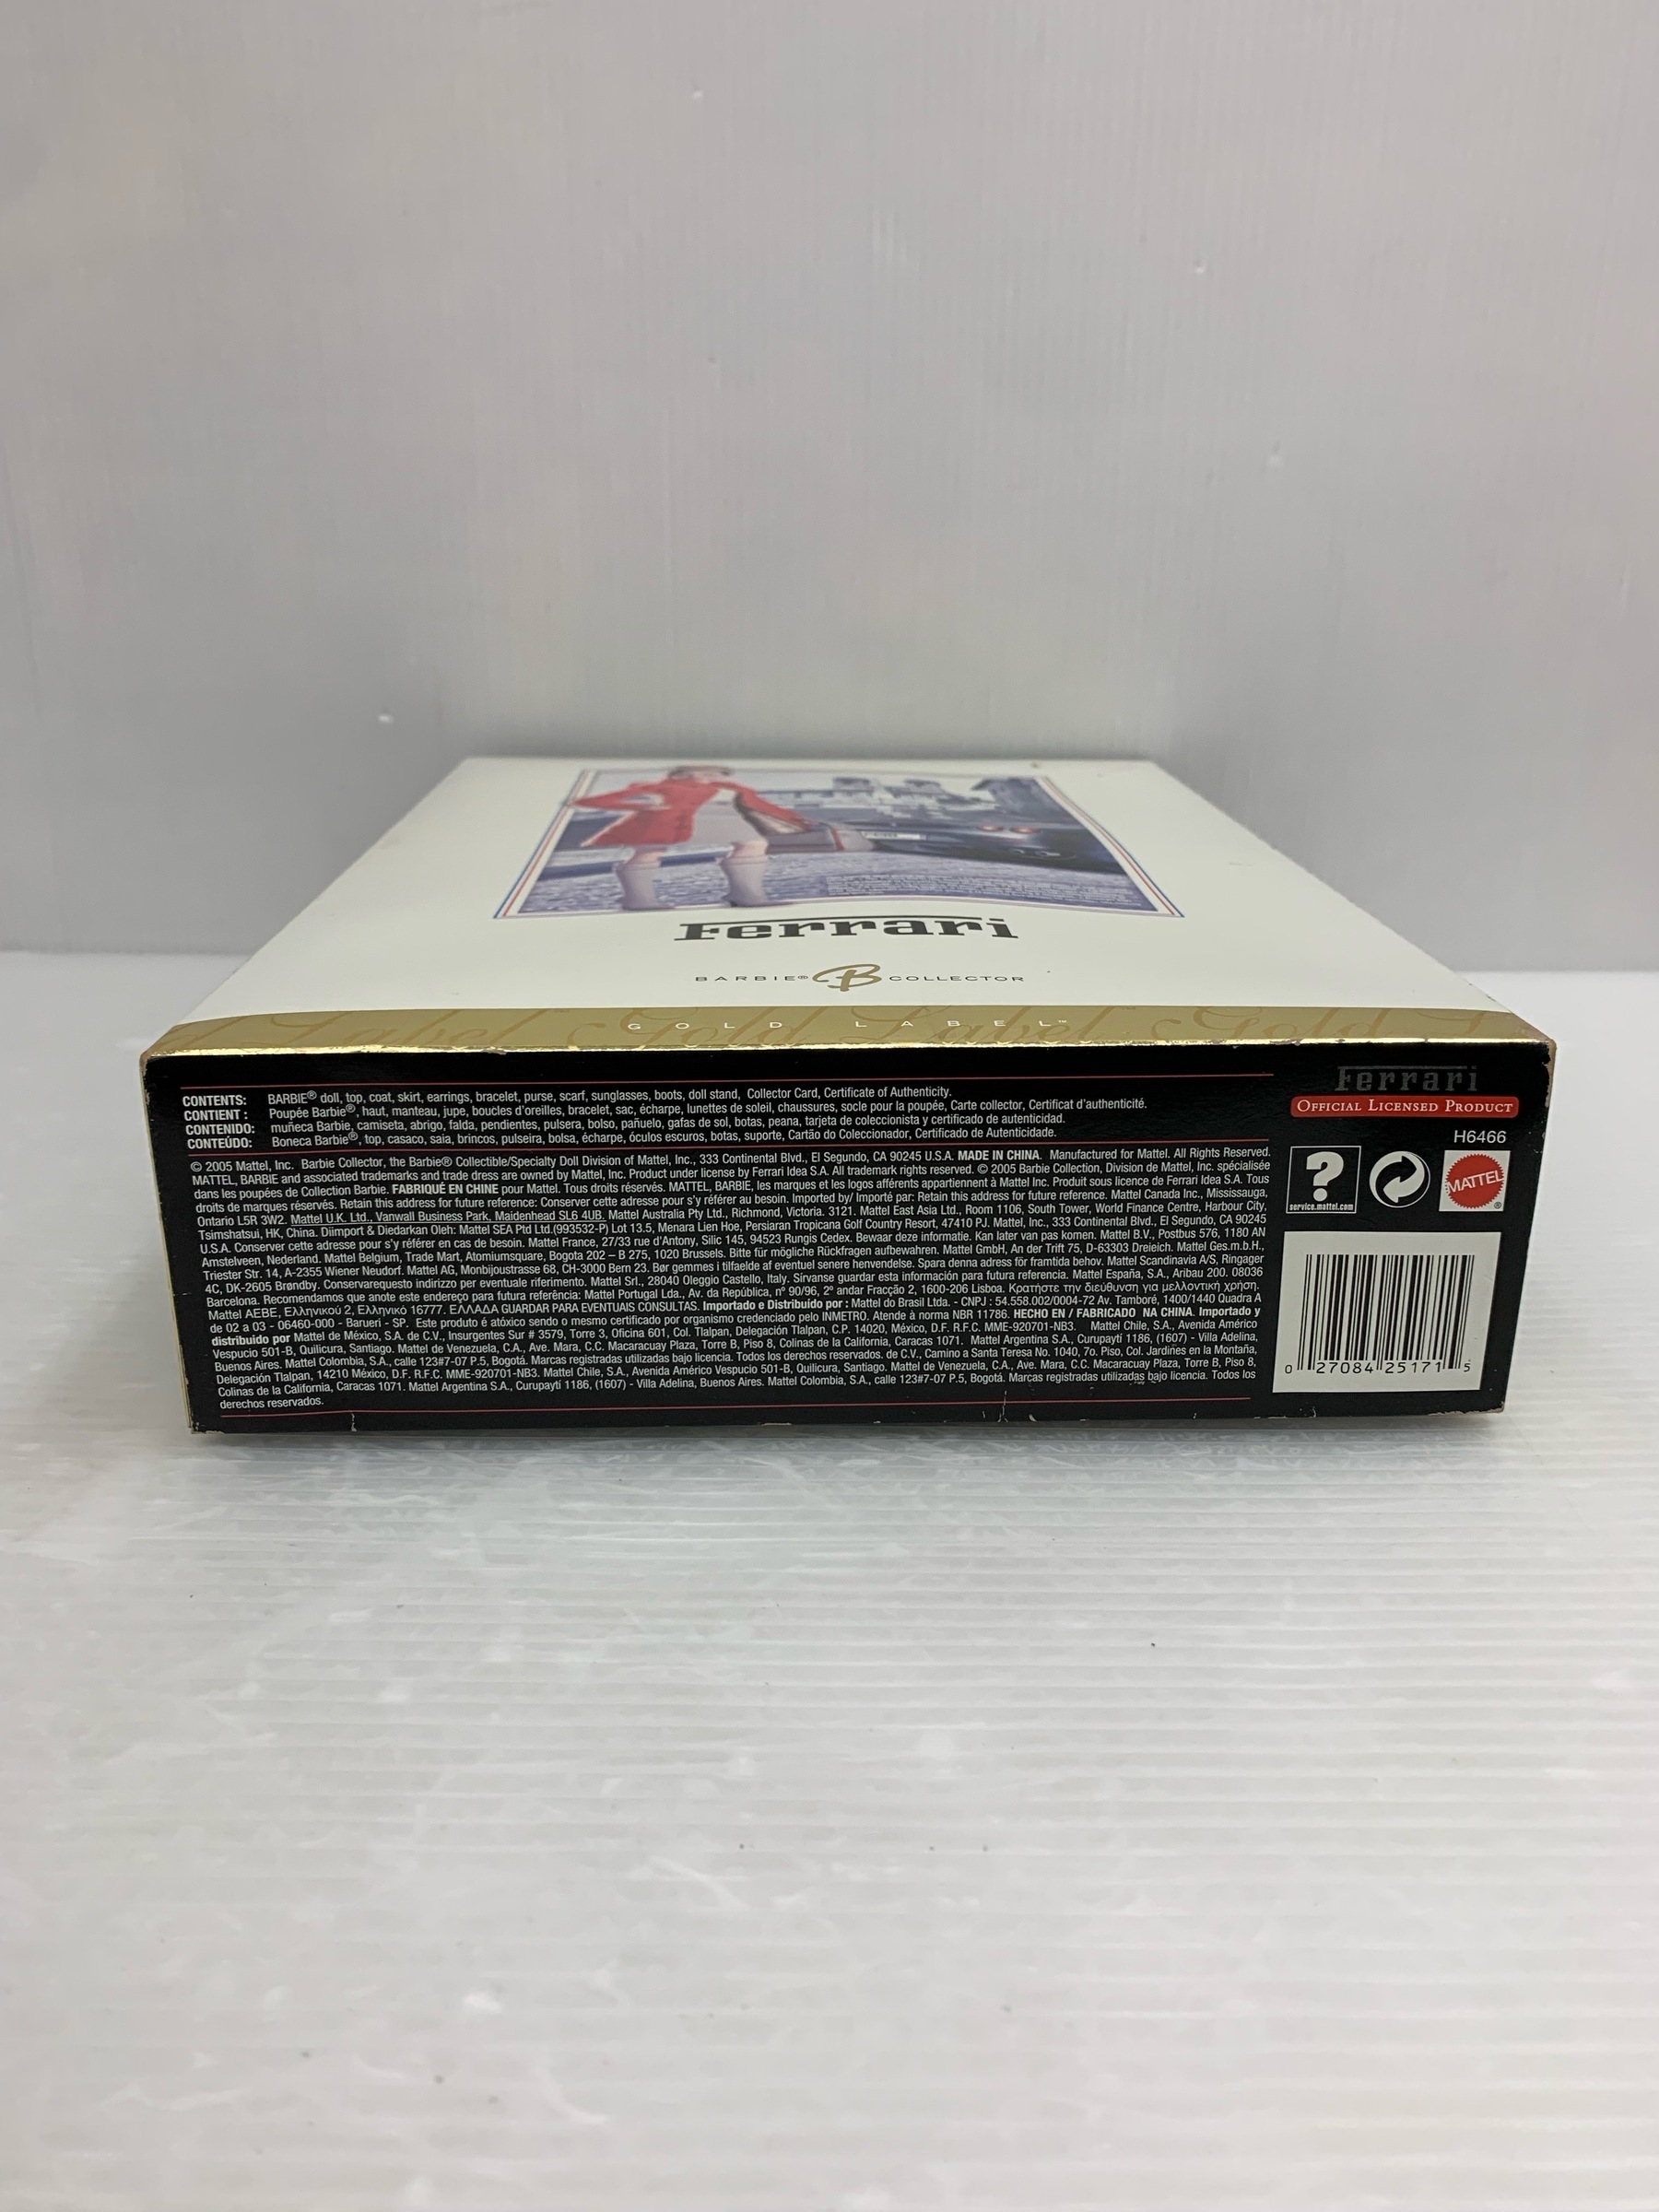 Ferrari
BARBIE® B COLLECTOR
d Label™ Gold Label™ Gold L
GOLD LABEL™
CONTENTS: BARBIE® doll, top, coat, skirt, earrings, bracelet, purse, scarf, sunglasses, boots, doll stand, Collector Card, Certificate of Authenticity.
CONTIENT : Poupée Barbie®, haut, manteau, jupe, boucles d'oreilles, bracelet, sac, écharpe, lunettes de soleil, chaussures, socle pour la poupée, Carte collector, Certificat d'authenticité.
CONTENIDO: muñeca Barbie, camiseta, abrigo, falda, pendientes, pulsera, bolso, pañuelo, gafas de sol, botas, peana, tarjeta de coleccionista y certificado de autenticidad.
CONTEÚDO: Boneca Barbie®, top, casaco, saia, brincos, pulseira, bolsa, écharpe, óculos escuros, botas, suporte, Cartão do Coleccionador, Certificado de Autenticidade.
© 2005 Mattel, Inc. Barbie Collector, the Barbie® Collectible/Specialty Doll Division of Mattel, Inc., 333 Continental Blvd., El Segundo, CA 90245 U.S.A. MADE IN CHINA. Manufactured for Mattel. All Rights Reserved.
MATTEL, BARBIE and associated trademarks and trade dress are owned by Mattel, Inc. Product under license by Ferrari Idea S.A. All trademark rights reserved. © 2005 Barbie Collection, Division de Mattel, Inc. spécialisée
dans les poupées de Collection Barbie. FABRIQUÉ EN CHINE pour Mattel. Tous droits réservés. MATTEL, BARBIE, les marques et les logos afférents appartiennent à Mattel Inc. Produit sous licence de Ferrari Idea S.A. Tous
droits de marques réservés. Retain this address for future reference: Conserver cette adresse pour s'y référer au besoin. Imported by/ Importé par: Retain this address for future reference. Mattel Canada Inc., Mississauga,
Ontario L5R 3W2. Mattel U.K. Ltd., Vanwall Business Park, Maidenhead SL6 4UB. Mattel Australia Pty Ltd., Richmond, Victoria. 3121. Mattel East Asia Ltd., Room 1106, South Tower, World Finance Centre, Harbour City,
Tsimshatsui, HK, China. Diimport & Diedarkan Oleh: Mattel SEA Ptd Ltd.(993532-P) Lot 13.5, Menara Lien Hoe, Persiaran Tropicana Golf Country Resort, 47410 PJ. Mattel, Inc., 333 Continental Blvd., El Segundo, CA 90245
U.S.A. Conserver cette adresse pour s'y référer en cas de besoin. Mattel France, 27/33 rue d'Antony, Silic 145, 94523 Rungis Cedex. Bewaar deze informatie. Kan later van pas komen. Mattel B.V., Postbus 576, 1180 AN
Amstelveen, Nederland. Mattel Belgium, Trade Mart, Atomiumsquare, Bogota 202 – B 275, 1020 Brussels. Bitte für mögliche Rückfragen aufbewahren. Mattel GmbH, An der Trift 75, D-63303 Dreieich. Mattel Ges.m.b.H.,
Triester Str. 14, A-2355 Wiener Neudorf. Mattel AG, Monbijoustrasse 68, CH-3000 Bern 23. Bør gemmes i tilfælde af eventuel senere henvendelse. Spara denna adress för framtida behov. Mattel Scandinavia A/S, Ringager
4C, DK-2605 Brøndby. Conservarequesto indirizzo per eventuale riferimento. Mattel Srl., 28040 Oleggio Castello, Italy. Sírvanse guardar esta información para futura referencia. Mattel España, S.A., Aribau 200. 08036
Barcelona. Recomendamos que anote este endereço para futura referência: Mattel Portugal Lda., Av. da República, nº 90/96, 2º andar Fracção 2, 1600-206 Lisboa. Κρατήστε την διεύθυνση για μελλοντική χρήση.
Mattel ΑΕΒΕ, Ελληνικού 2, Ελληνικό 16777. ΕΛΛΑΔΑ GUARDAR PARA EVENTUAIS CONSULTAS. Importado e Distribuido por : Mattel do Brasil Ltda. - CNPJ : 54.558.002/0004-72 Av. Tamboré, 1400/1440 Quadra A
de 02 a 03 - 06460-000 - Barueri - SP. Este produto é atóxico sendo o mesmo certificado por organismo credenciado pelo INMETRO. Atende à norma NBR 11786. HECHO EN / FABRICADO NA CHINA. Importado y
distribuido por Mattel de México, S.A. de C.V., Insurgentes Sur # 3579, Torre 3, Oficina 601, Col. Tlalpan, Delegación Tlalpan, C.P. 14020, México, D.F. R.F.C. MME-920701-NB3. Mattel Chile, S.A., Avenida Américo
Vespucio 501-B, Quilicura, Santiago. Mattel de Venezuela, C.A., Ave. Mara, C.C. Macaracuay Plaza, Torre B, Piso 8, Colinas de la California, Caracas 1071. Mattel Argentina S.A., Curupaytí 1186, (1607) - Villa Adelina,
Buenos Aires. Mattel Colombia, S.A., calle 123#7-07 P.5, Bogotá. Marcas registradas utilizadas bajo licencia. Todos los derechos reservados. de C.V., Camino a Santa Teresa No. 1040, 7o. Piso, Col. Jardines en la Montaña,
Delegación Tlalpan, 14210 México, D.F. R.F.C. MME-920701-NB3. Mattel Chile, S.A., Avenida Américo Vespucio 501-B, Quilicura, Santiago. Mattel de Venezuela, C.A., Ave. Mara, C.C. Macaracuay Plaza, Torre B, Piso 8,
Colinas de la California, Caracas 1071. Mattel Argentina S.A., Curupaytí 1186, (1607) - Villa Adelina, Buenos Aires. Mattel Colombia, S.A., calle 123#7-07 P.5, Bogotá. Marcas registradas utilizadas bajo licencia. Todos los
derechos reservados.
Ferrari
OFFICIAL LICENSED PRODUCT
H6466
?
service.mattel.com
MATTEL®
0 27084 25171 5